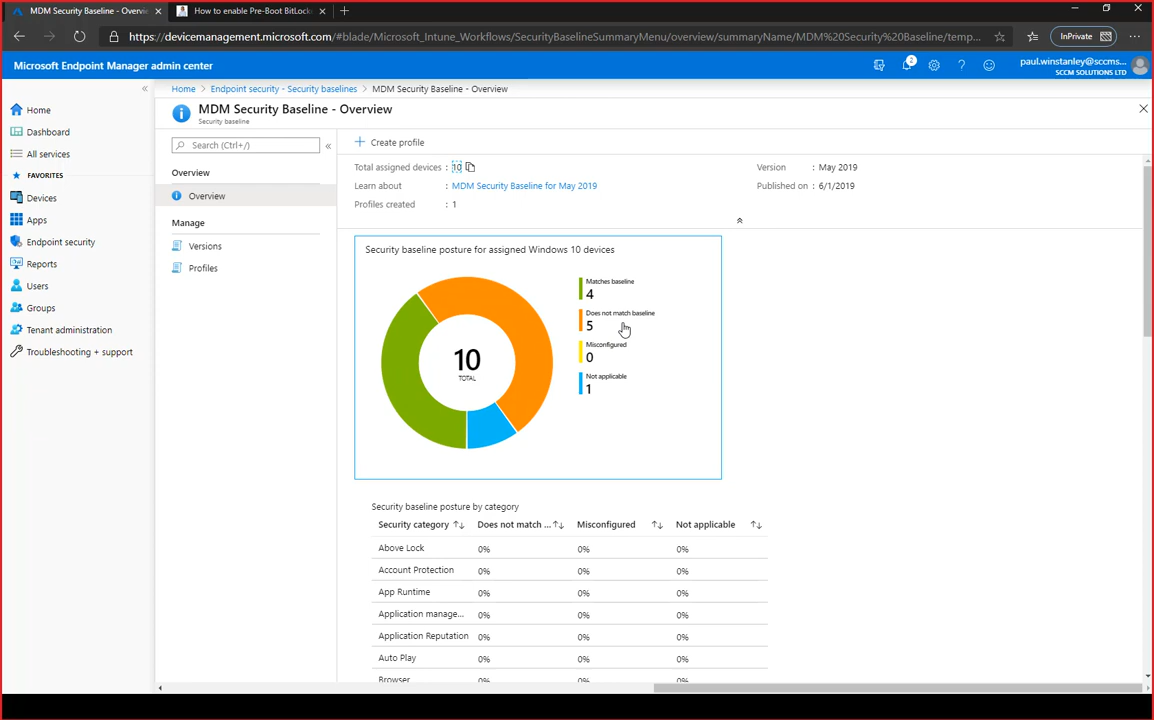 MDM Security Baseline - Overvi
How to enable Pre-Boot BitLock
https://devicemanagement.microsoft.com/#blade/Microsoft_Intune_Workflows/SecurityBaselineSummaryMenu/overview/summaryName/MDM%20Security%20Baseline/temp...
InPrivate
Microsoft Endpoint Manager admin center
2
paul.winstanley@sccms...
SCCM SOLUTIONS LTD
Home
Dashboard
All services
FAVORITES
Devices
Apps
Endpoint security
Reports
Users
Groups
Tenant administration
Troubleshooting + support
Home > Endpoint security - Security baselines > MDM Security Baseline - Overview
MDM Security Baseline - Overview
Security baseline
Search (Ctrl+/)
Overview
Overview
Manage
Versions
Profiles
Create profile
Total assigned devices : 10
Learn about : MDM Security Baseline for May 2019
Profiles created : 1
Version : May 2019
Published on : 6/1/2019
Security baseline posture for assigned Windows 10 devices
10
TOTAL
Matches baseline
4
Does not match baseline
5
Misconfigured
0
Not applicable
1
Security baseline posture by category
Security category Does not match ... Misconfigured Not applicable
Above Lock 0% 0% 0%
Account Protection 0% 0% 0%
App Runtime 0% 0% 0%
Application manage... 0% 0% 0%
Application Reputation 0% 0% 0%
Auto Play 0% 0% 0%
Browser 0% 0% 0%